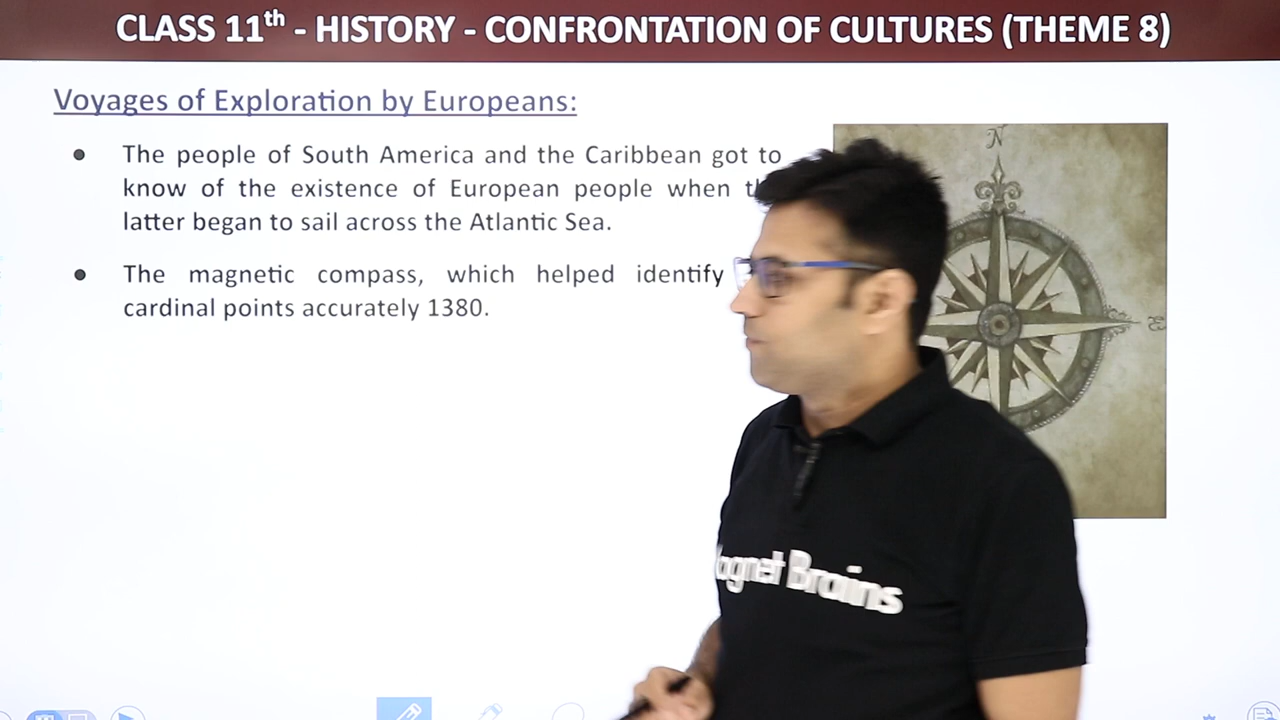 CLASS 11th - HISTORY - CONFRONTATION OF CULTURES (THEME 8)
Voyages of Exploration by Europeans:
● The people of South America and the Caribbean got to
know of the existence of European people when
latter began to sail across the Atlantic Sea.
● The magnetic compass, which helped identify
cardinal points accurately 1380.
N
E
agnet Brains